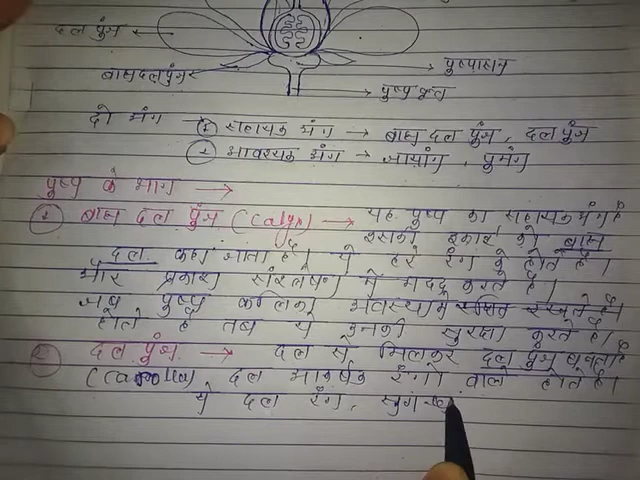 दल पुंज
बाह्यदलपुंज
पुष्पासन
पुष्प वृन्त
दो अंग → ① सहायक अंग → बाह्य दल पुंज, दल पुंज
② आवश्यक अंग → जायांग, पुमंग
पुष्प के भाग →
① बाह्य दल पुंज (Calyx) → यह पुष्प का सहायक अंग है
इसकी इकाई को बाह्य
दल कहा जाता है। ये हरे रंग के होते हैं।
और प्रकाश संश्लेषण में मदद करते हैं।
जब पुष्प कलिका अवस्था में
होते हैं तब ये इनकी सुरक्षा करते हैं।
② दल पुंज → दल से मिलकर दल पुंज बनता है
(Corolla) दल आकर्षक रंगो वाले होते हैं।
ये दल रंग, सुगन्ध